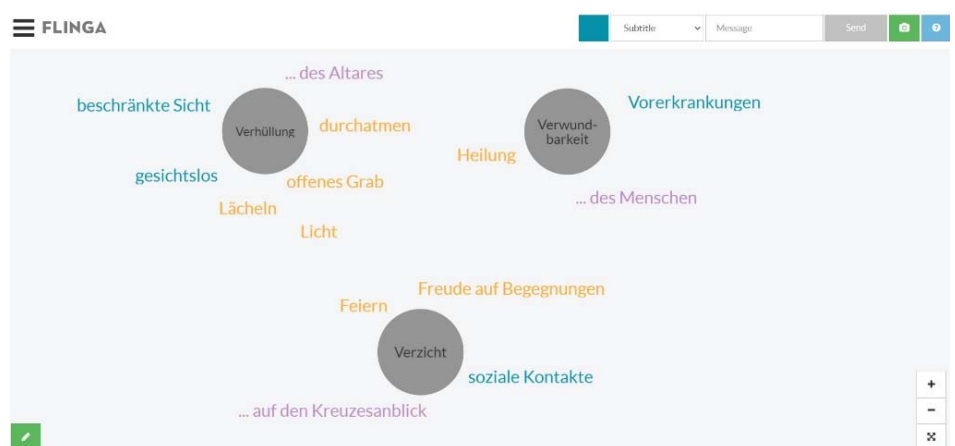 FLINGA
Subtitle
Message
Send
... des Altares
beschränkte Sicht
Verhüllung
durchatmen
gesichtslos
offenes Grab
Lächeln
Licht
Vorerkrankungen
Verwund-
barkeit
Heilung
... des Menschen
Freude auf Begegnungen
Feiern
Verzicht
soziale Kontakte
... auf den Kreuzesanblick